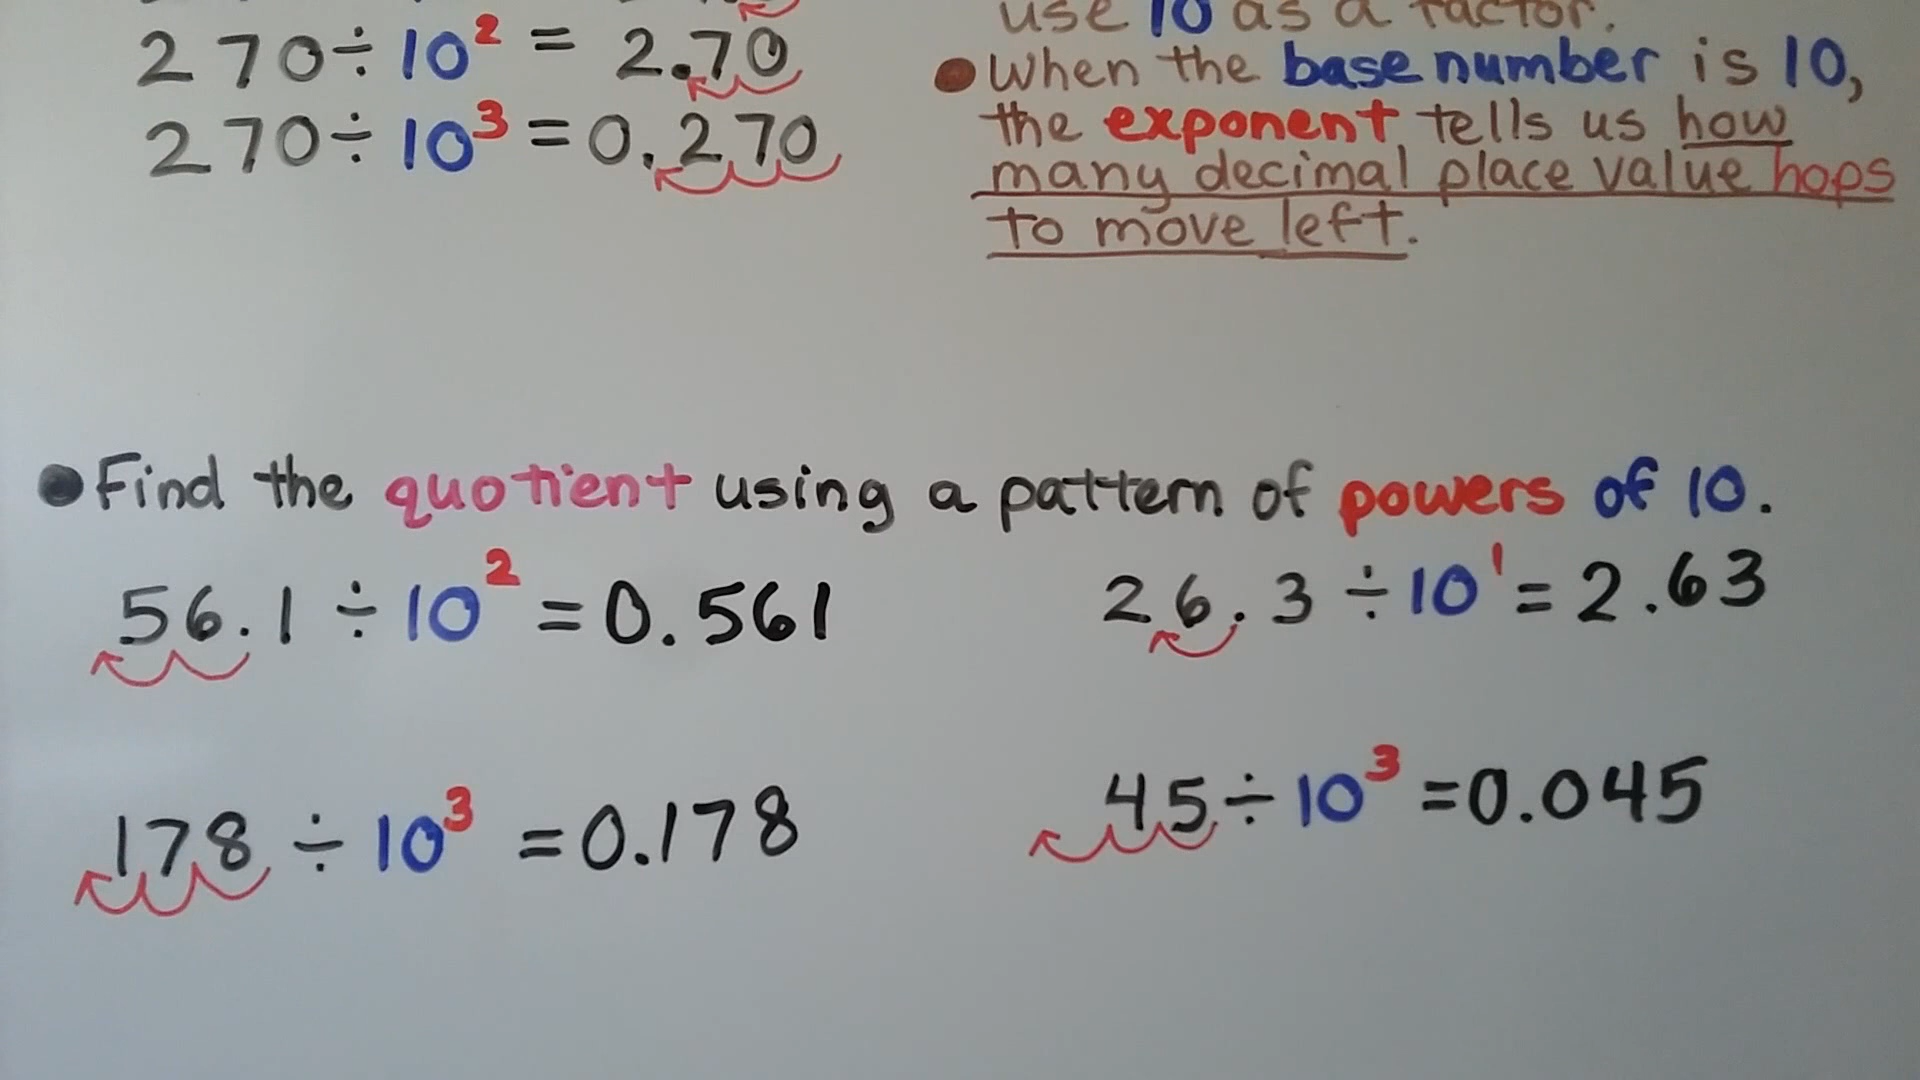 use 10 as a factor.
270 ÷ 10² = 2.70
270 ÷ 10³ = 0.270
• When the base number is 10,
the exponent tells us how
many decimal place value hops
to move left.
• Find the quotient using a pattern of powers of 10.
56.1 ÷ 10² = 0.561
26.3 ÷ 10¹ = 2.63
178 ÷ 10³ = 0.178
45 ÷ 10³ = 0.045